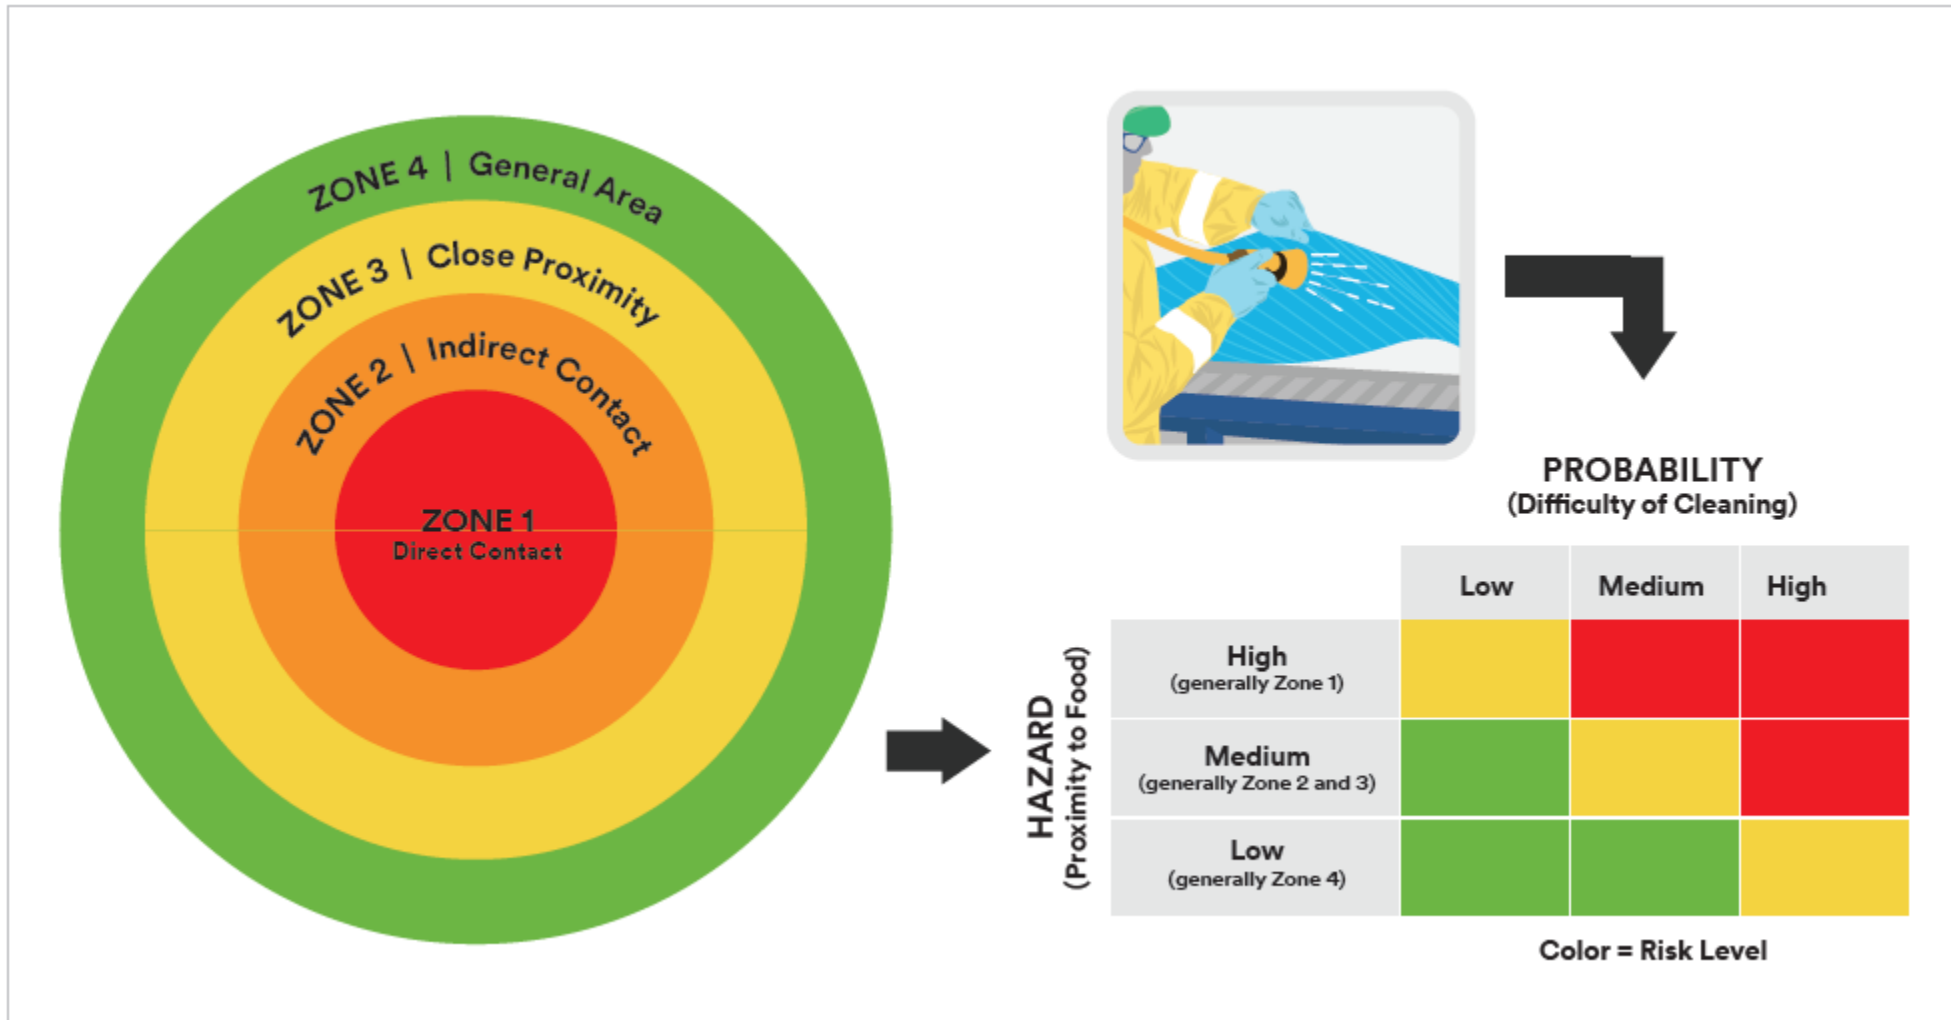 ZONE 4 | General Area
ZONE 3 | Close Proximity
ZONE 2 | Indirect Contact
ZONE 1
Direct Contact
PROBABILITY
(Difficulty of Cleaning)
Low Medium High
HAZARD
(Proximity to Food)
High
(generally Zone 1)
Medium
(generally Zone 2 and 3)
Low
(generally Zone 4)
Color = Risk Level